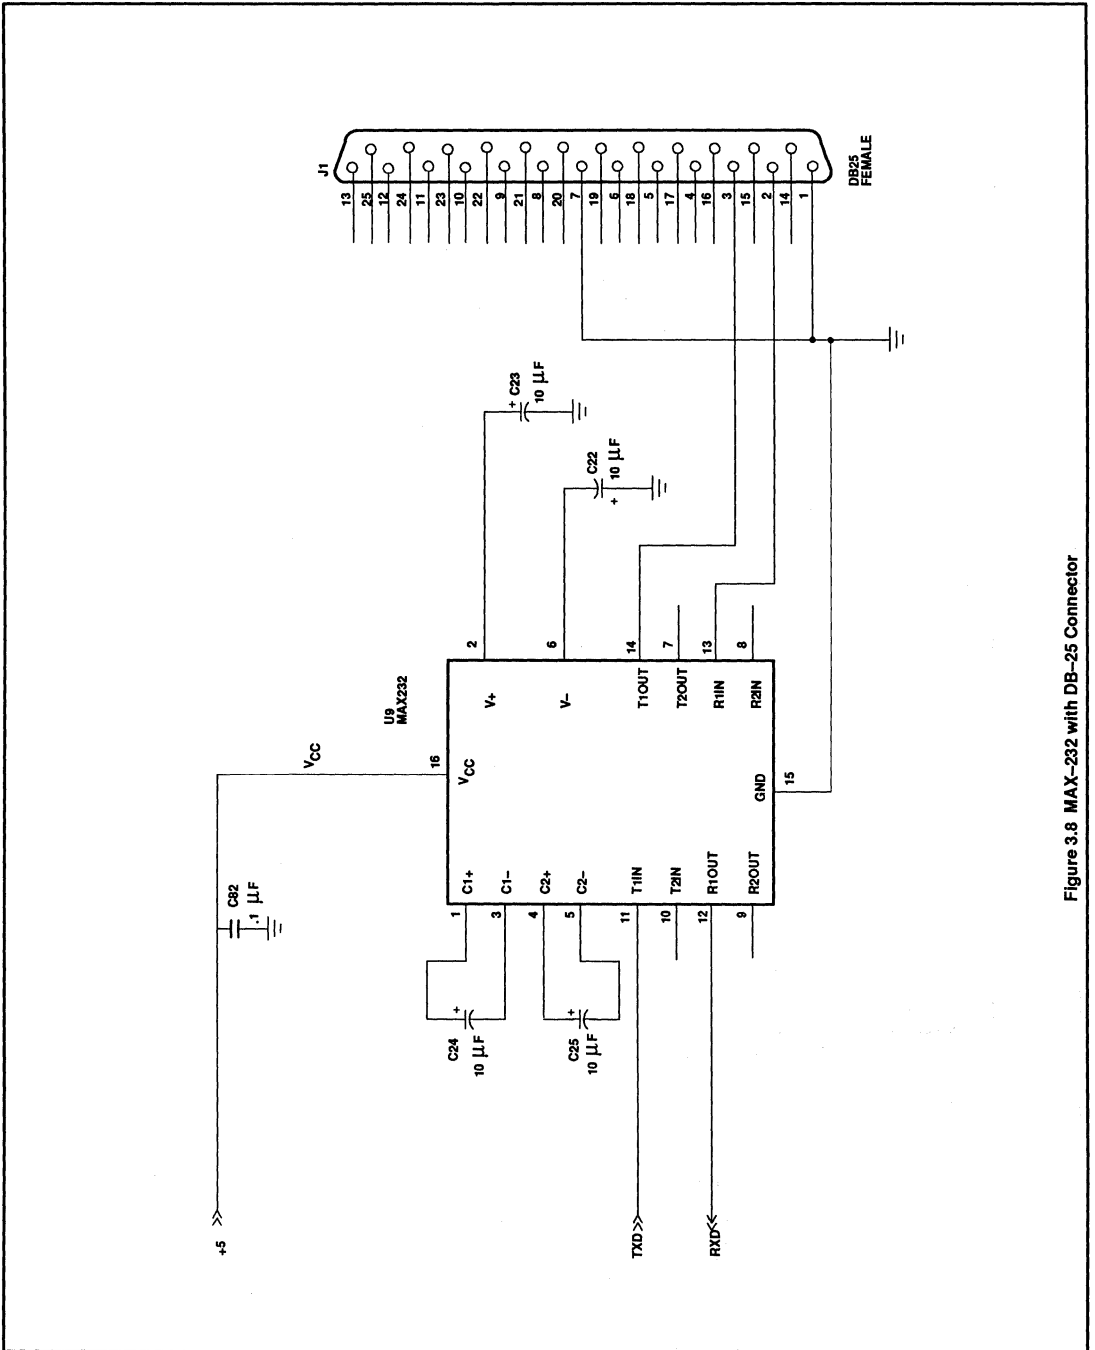 J1
13
25
12
24
11
23
10
22
9
21
8
20
7
19
6
18
5
17
4
16
3
15
2
14
1
DB25
FEMALE
+ C23
10 µF
C22
10 µF
+
U9
MAX232
2
6
14
7
13
8
V+
V–
T1OUT
T2OUT
R1IN
R2IN
VCC
16
VCC
GND
15
C1+
C1–
C2+
C2–
T1IN
T2IN
R1OUT
R2OUT
1
3
4
5
11
10
12
9
C82
.1 µF
+
C24
10 µF
+
C25
10 µF
+5
TXD
RXD
Figure 3.8 MAX–232 with DB–25 Connector